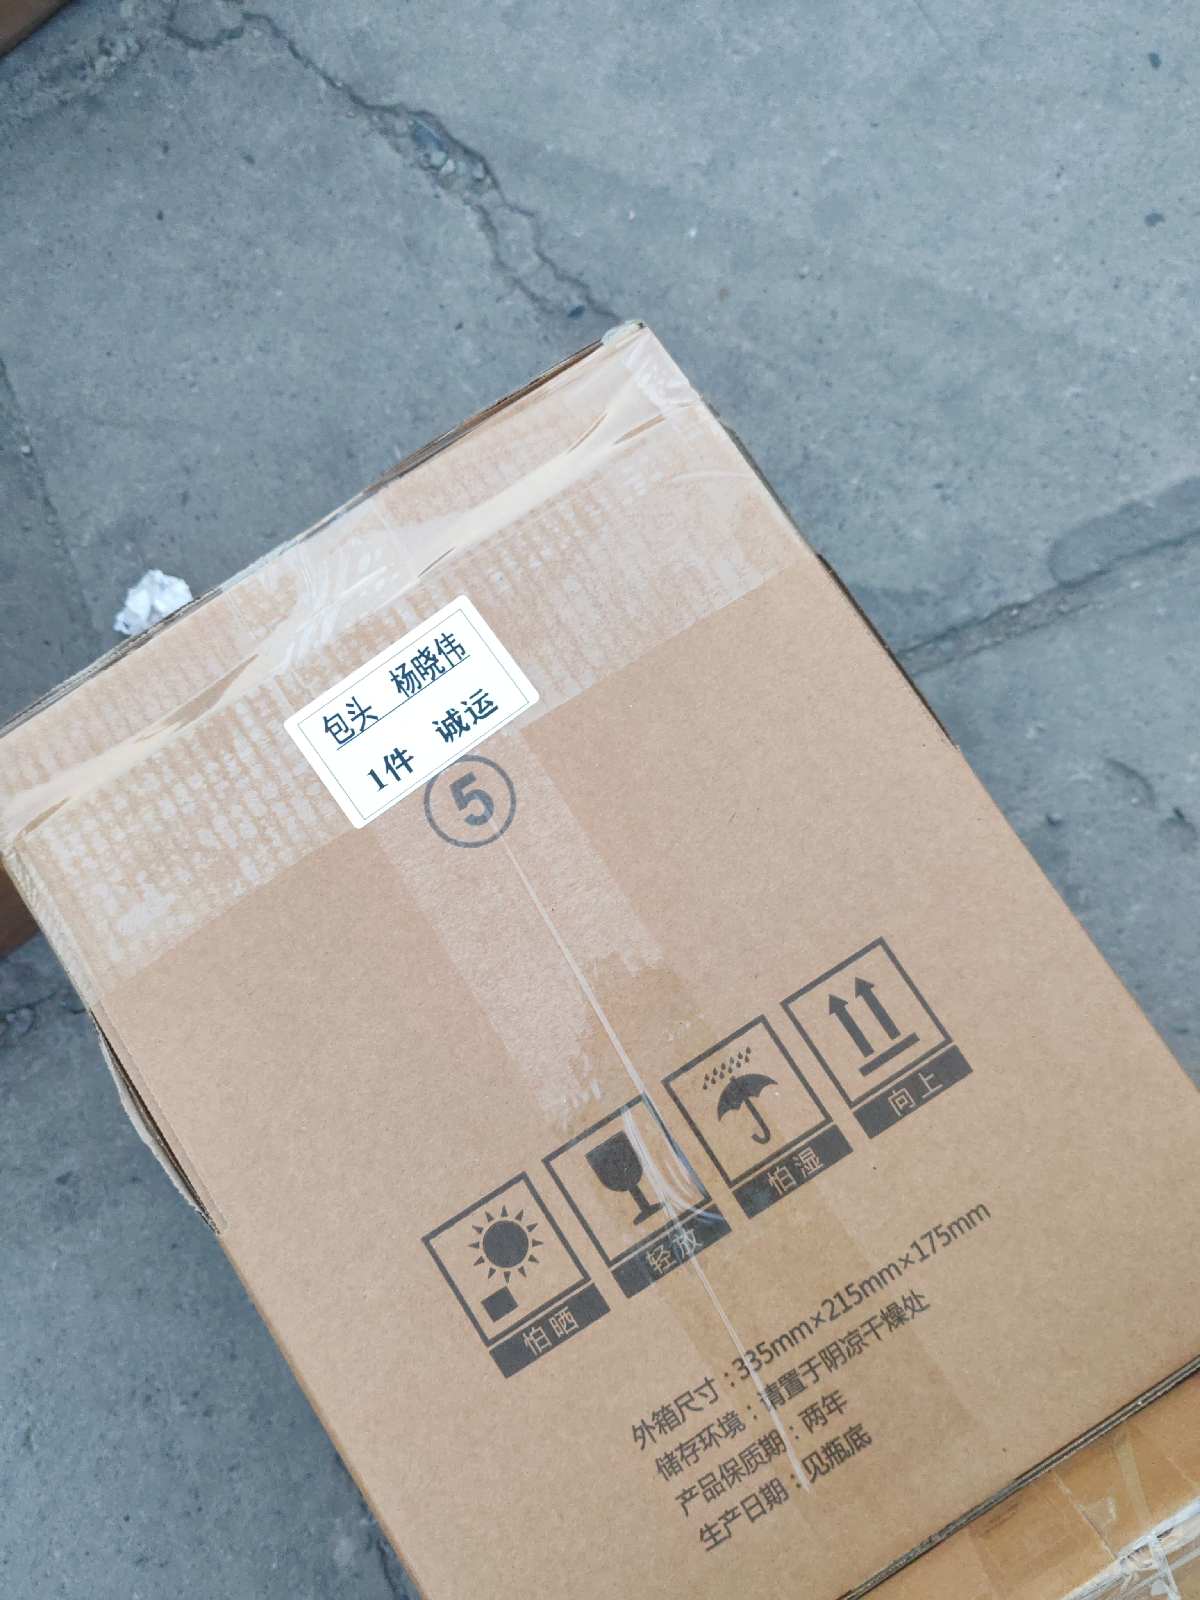 包头 杨晓伟
1件 诚运
5
怕晒
轻放
怕湿
向上
外箱尺寸：335mm×215mm×175mm
储存环境：请置于阴凉干燥处
产品保质期：两年
生产日期：见瓶底